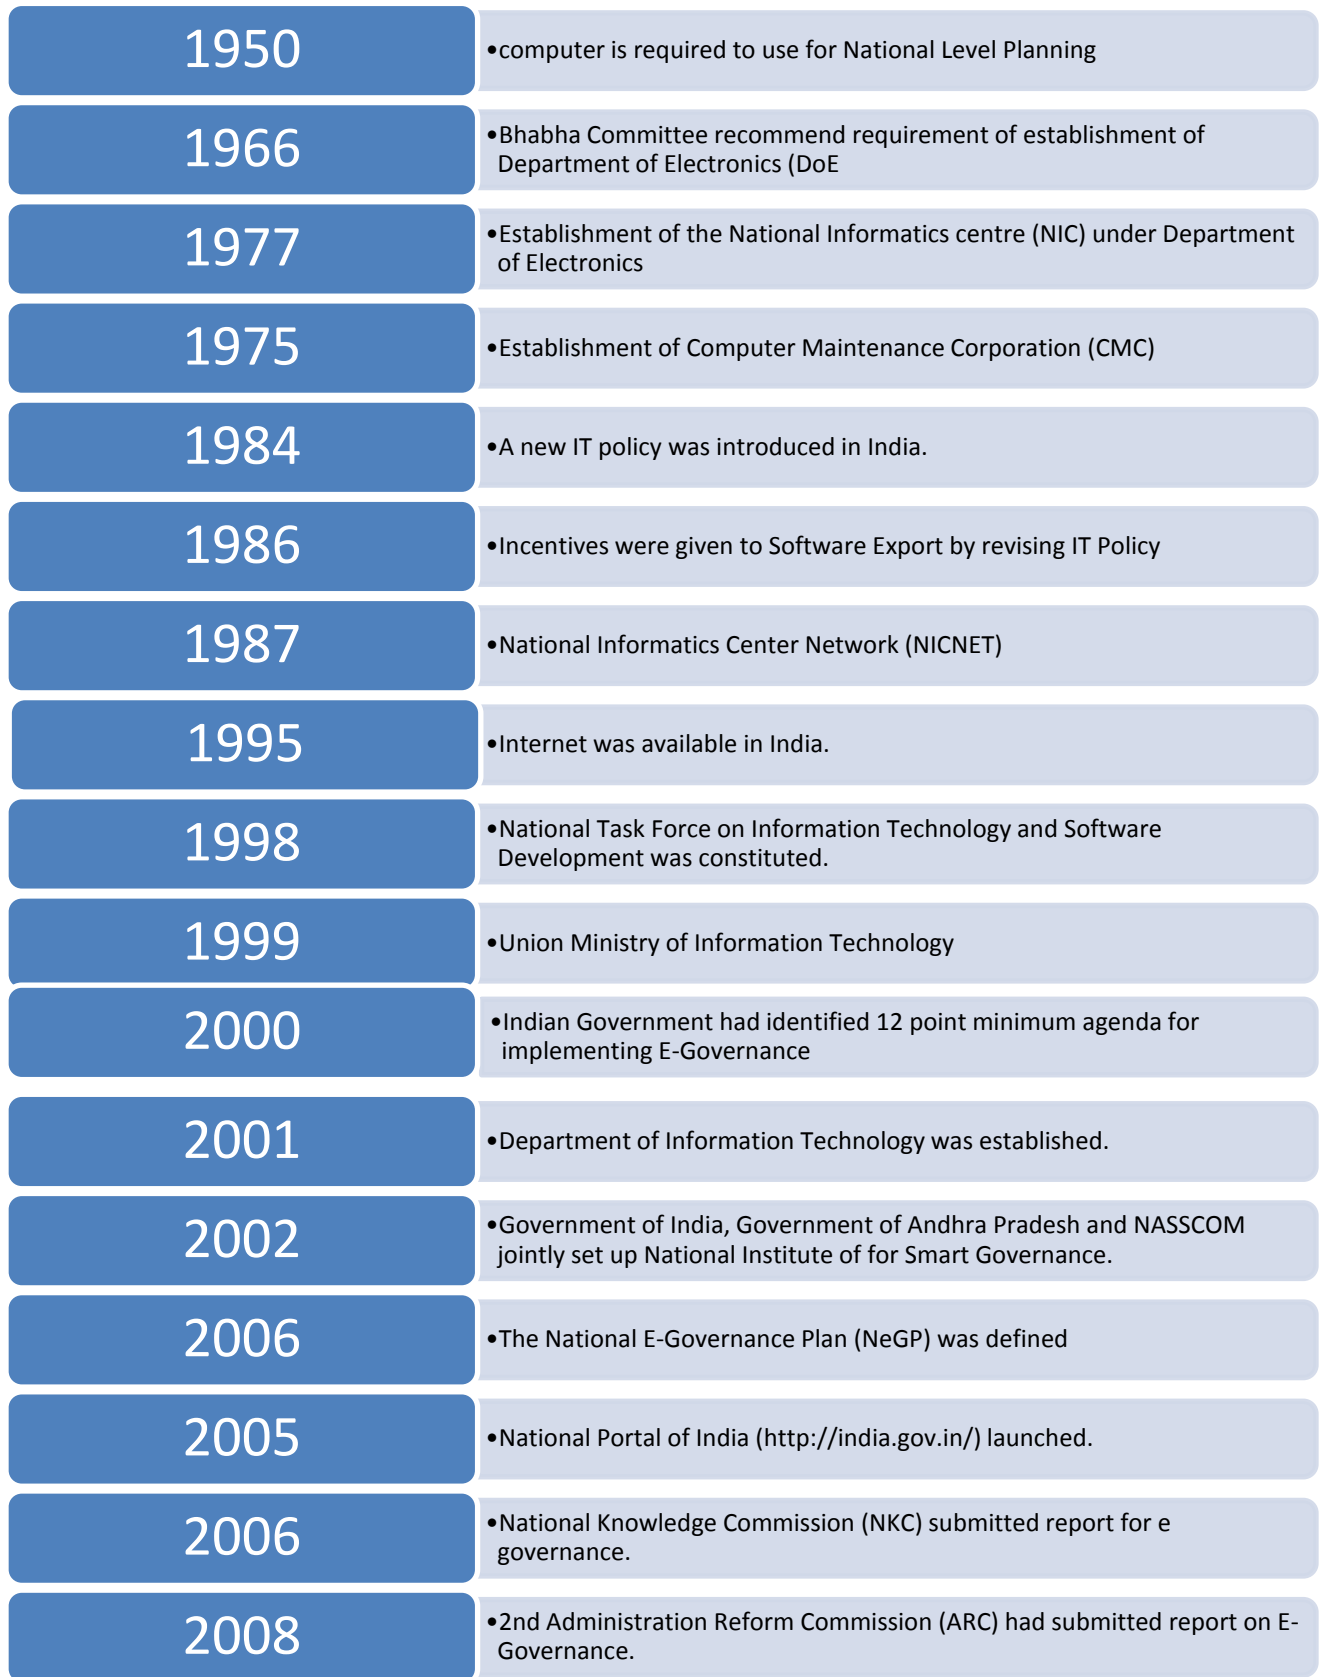 1950
•computer is required to use for National Level Planning
1966
•Bhabha Committee recommend requirement of establishment of
Department of Electronics (DoE
1977
•Establishment of the National Informatics centre (NIC) under Department
of Electronics
1975
•Establishment of Computer Maintenance Corporation (CMC)
1984
•A new IT policy was introduced in India.
1986
•Incentives were given to Software Export by revising IT Policy
1987
•National Informatics Center Network (NICNET)
1995
•Internet was available in India.
1998
•National Task Force on Information Technology and Software
Development was constituted.
1999
•Union Ministry of Information Technology
2000
•Indian Government had identified 12 point minimum agenda for
implementing E-Governance
2001
•Department of Information Technology was established.
2002
•Government of India, Government of Andhra Pradesh and NASSCOM
jointly set up National Institute of for Smart Governance.
2006
•The National E-Governance Plan (NeGP) was defined
2005
•National Portal of India (http://india.gov.in/) launched.
2006
•National Knowledge Commission (NKC) submitted report for e
governance.
2008
•2nd Administration Reform Commission (ARC) had submitted report on E-
Governance.